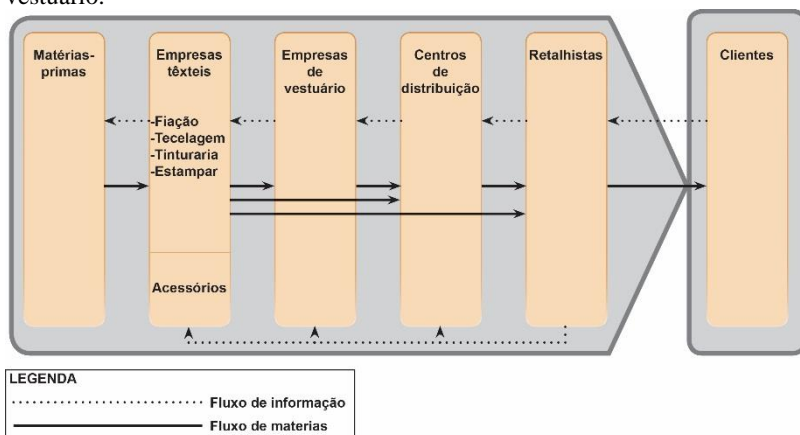 vestuário.
Matérias-
primas
Empresas
têxteis
-Fiação
-Tecelagem
-Tinturaria
-Estampar
Acessórios
Empresas
de
vestuário
Centros
de
distribuição
Retalhistas
Clientes
LEGENDA
Fluxo de informação
Fluxo de materias